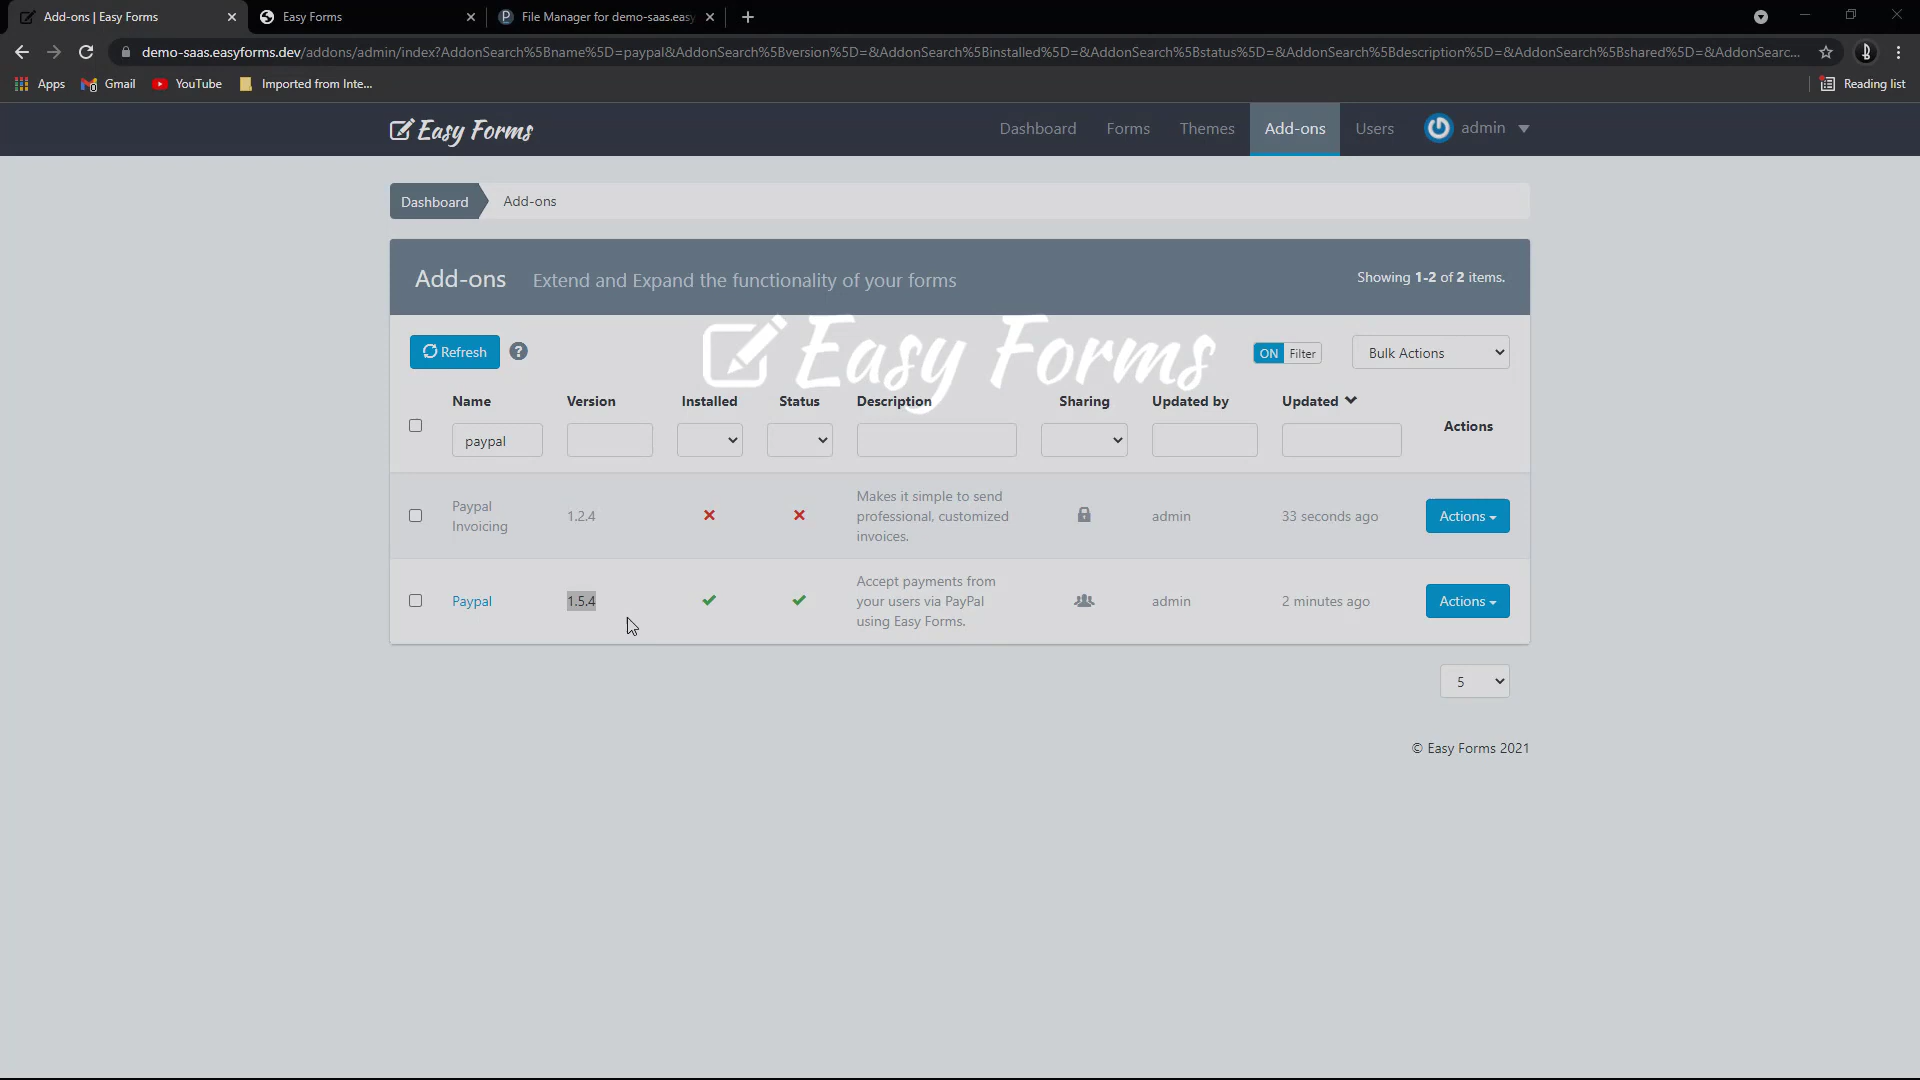 Add-ons | Easy Forms
Easy Forms
File Manager for demo-saas.easy
demo-saas.easyforms.dev/addons/admin/index?AddonSearch%5Bname%5D=paypal&AddonSearch%5Bversion%5D=&AddonSearch%5Binstalled%5D=&AddonSearch%5Bstatus%5D=&AddonSearch%5Bdescription%5D=&AddonSearch%5Bshared%5D=&AddonSearc...
Apps
Gmail
YouTube
Imported from Inte...
Reading list
Easy Forms
Dashboard
Forms
Themes
Add-ons
Users
admin
Dashboard
Add-ons
Add-ons Extend and Expand the functionality of your forms
Showing 1-2 of 2 items.
Refresh
?
Easy Forms
ON Filter
Bulk Actions
Name
Version
Installed
Status
Description
Sharing
Updated by
Updated
Actions
paypal
Paypal
Invoicing
1.2.4
Makes it simple to send
professional, customized
invoices.
admin
33 seconds ago
Actions
Paypal
1.5.4
Accept payments from
your users via PayPal
using Easy Forms.
admin
2 minutes ago
Actions
5
© Easy Forms 2021